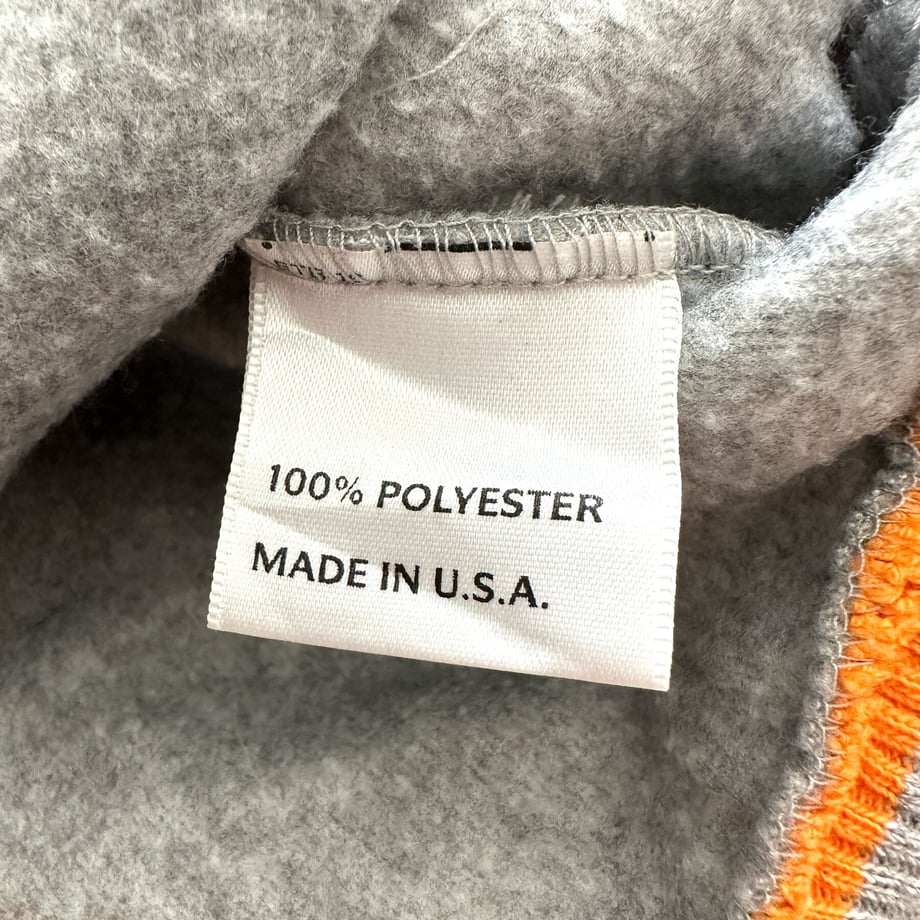 100% POLYESTER
MADE IN U.S.A.